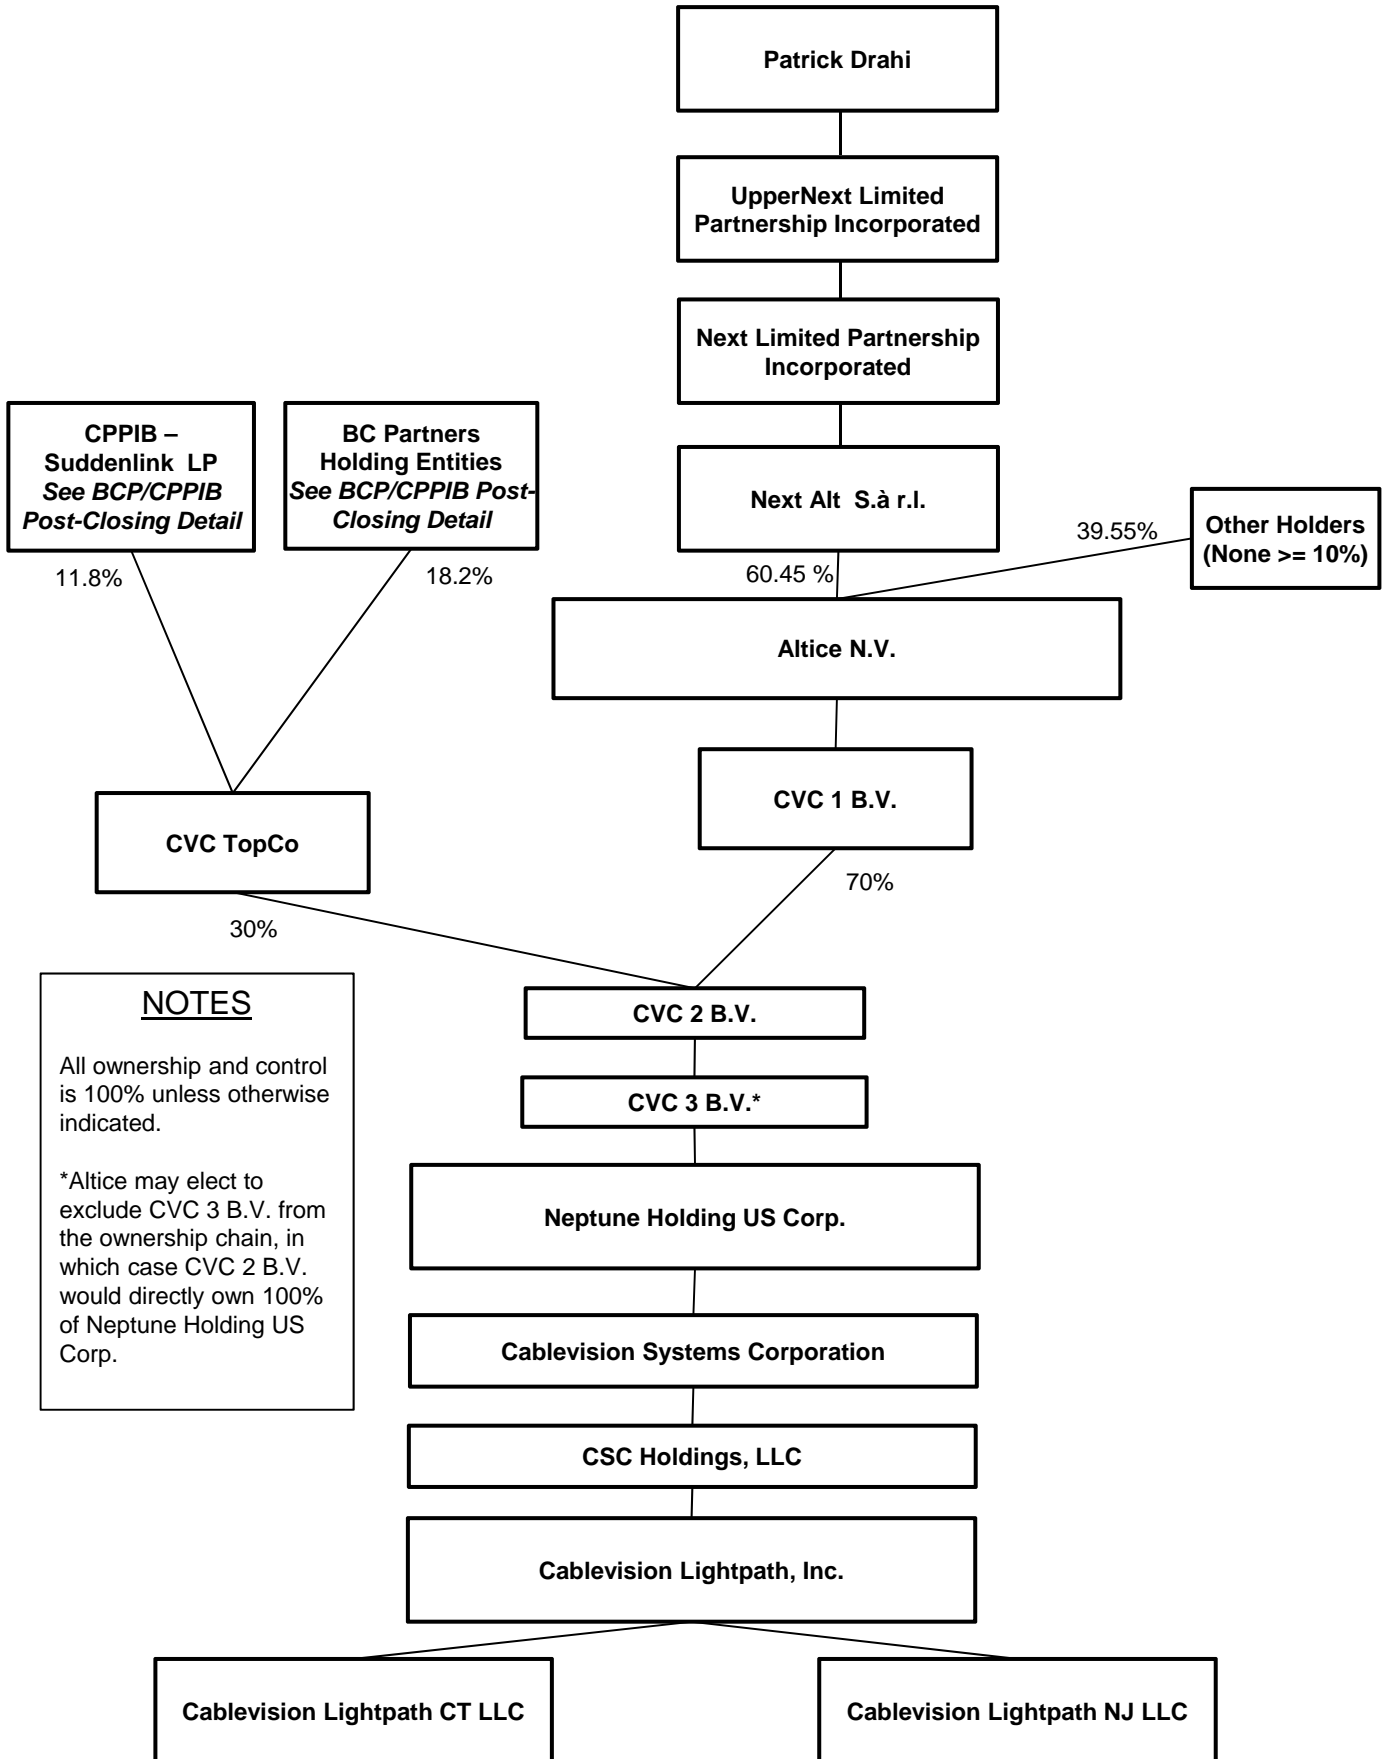 Patrick Drahi
UpperNext Limited
Partnership Incorporated
Next Limited Partnership
Incorporated
CPPIB –
Suddenlink LP
See BCP/CPPIB
Post-Closing Detail
BC Partners
Holding Entities
See BCP/CPPIB Post-
Closing Detail
Next Alt S.à r.l.
Other Holders
(None >= 10%)
39.55%
11.8%
18.2%
60.45 %
Altice N.V.
CVC 1 B.V.
CVC TopCo
70%
30%
NOTES
All ownership and control
is 100% unless otherwise
indicated.
*Altice may elect to
exclude CVC 3 B.V. from
the ownership chain, in
which case CVC 2 B.V.
would directly own 100%
of Neptune Holding US
Corp.
CVC 2 B.V.
CVC 3 B.V.*
Neptune Holding US Corp.
Cablevision Systems Corporation
CSC Holdings, LLC
Cablevision Lightpath, Inc.
Cablevision Lightpath CT LLC
Cablevision Lightpath NJ LLC